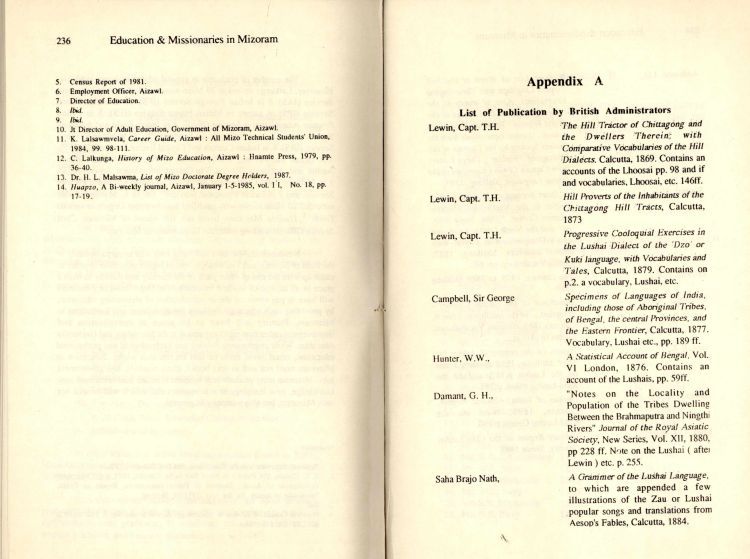 236 Education & Missionaries in Mizoram
5. Census Report of 1981.
6. Employment Officer, Aizawl.
7. Director of Education.
8. Ibid.
9. Ibid.
10. Jt Director of Adult Education, Government of Mizoram, Aizawl.
11. K. Lalsawmvela, Career Guide, Aizawl : All Mizo Technical Students' Union,
1984, 99. 98-111.
12. C. Lalkunga, History of Mizo Education, Aizawl : Hnamte Press, 1979, pp.
36-40.
13. Dr. H. L. Malsawma, List of Mizo Doctorate Degree Holders, 1987.
14. Huapzo, A Bi-weekly journal, Aizawl, January 1-5-1985, vol. 1 I, No. 18, pp.
17-19.
Appendix A
List of Publication by British Administrators
Lewin, Capt. T.H. The Hill Tractor of Chittagong and
the Dwellers Therein; with
Comparative Vocabularies of the Hill
Dialects, Calcutta, 1869. Contains an
accounts of the Lhoosai pp. 98 and if
and vocabularies, Lhoosai, etc. 146ff.
Lewin, Capt. T.H. Hill Proverts of the Inhabitants of the
Chittagong Hill Tracts, Calcutta,
1873
Lewin, Capt. T.H. Progressive Cooloquial Exercises in
the Lushai Dialect of the 'Dzo' or
Kuki language, with Vocabularies and
Tales, Calcutta, 1879. Contains on
p.2. a vocabulary, Lushai, etc.
Campbell, Sir George Specimens of Languages of India,
including those of Aboriginal Tribes,
of Bengal, the central Provinces, and
the Eastern Frontier, Calcutta, 1877.
Vocabulary, Lushai etc., pp. 189 ff.
Hunter, W.W., A Statistical Account of Bengal, Vol.
VI London, 1876. Contains an
account of the Lushais, pp. 59ff.
Damant, G. H., "Notes on the Locality and
Population of the Tribes Dwelling
Between the Brahmaputra and Ningthi
Rivers" Journal of the Royal Asiatic
Society, New Series, Vol. XII, 1880,
pp 228 ff. Note on the Lushai ( after
Lewin ) etc. p. 255.
Saha Brajo Nath, A Grammer of the Lushai Language,
to which are appended a few
illustrations of the Zau or Lushai
popular songs and translations from
Aesop's Fables, Calcutta, 1884.